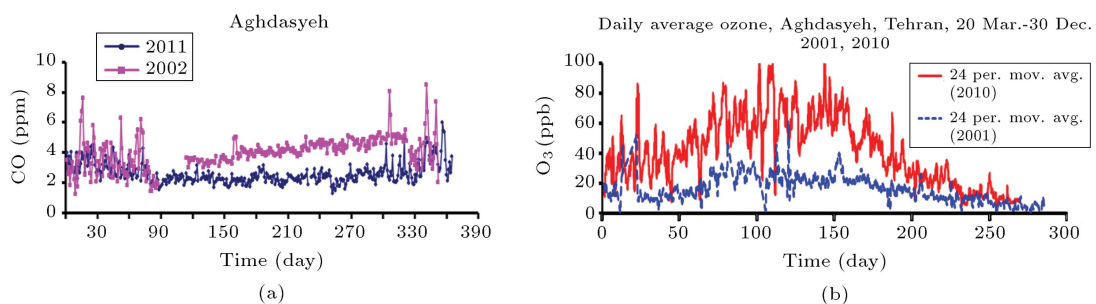 Aghdasyeh
2011
2002
CO (ppm)
10
8
6
4
2
0
30 90 150 210 270 330 390
Time (day)
(a)
Daily average ozone, Aghdasyeh, Tehran, 20 Mar.-30 Dec.
2001, 2010
24 per. mov. avg.
(2010)
24 per. mov. avg.
(2001)
O3(ppb)
100
80
60
40
20
0
0 50 100 150 200 250 300
Time (day)
(b)